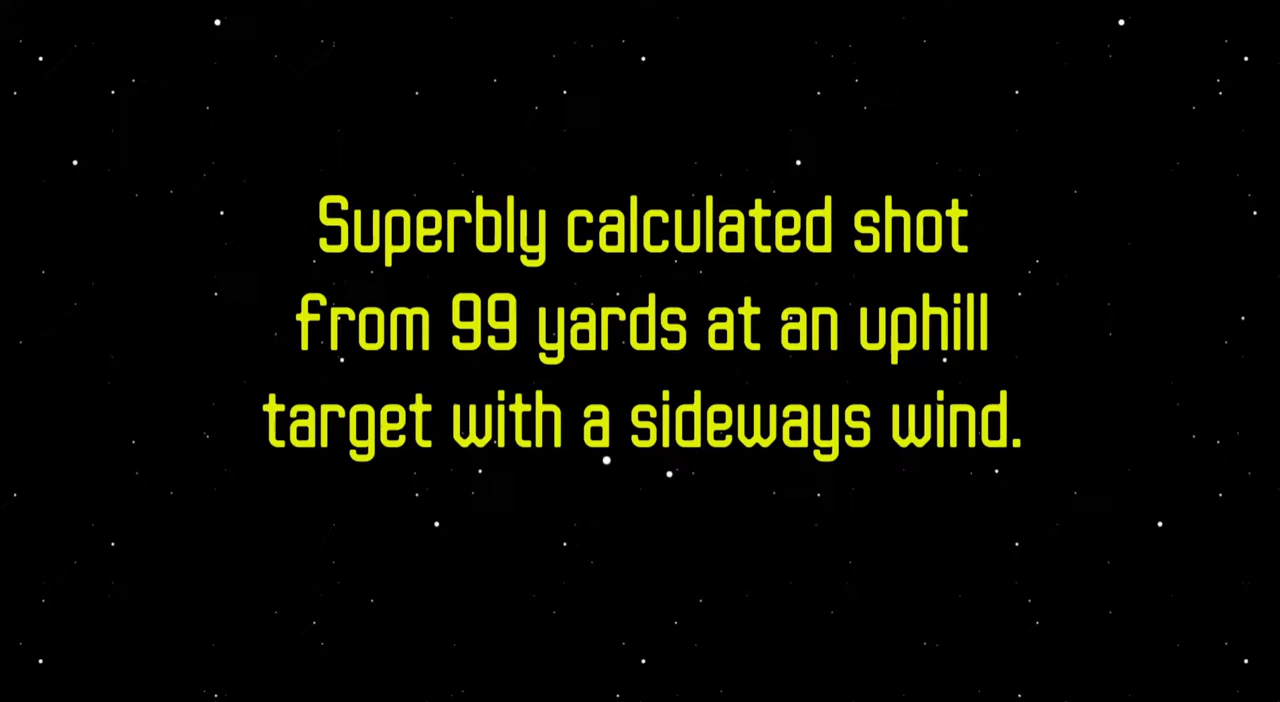 Superbly calculated shot
from 99 yards at an uphill
target with a sideways wind.